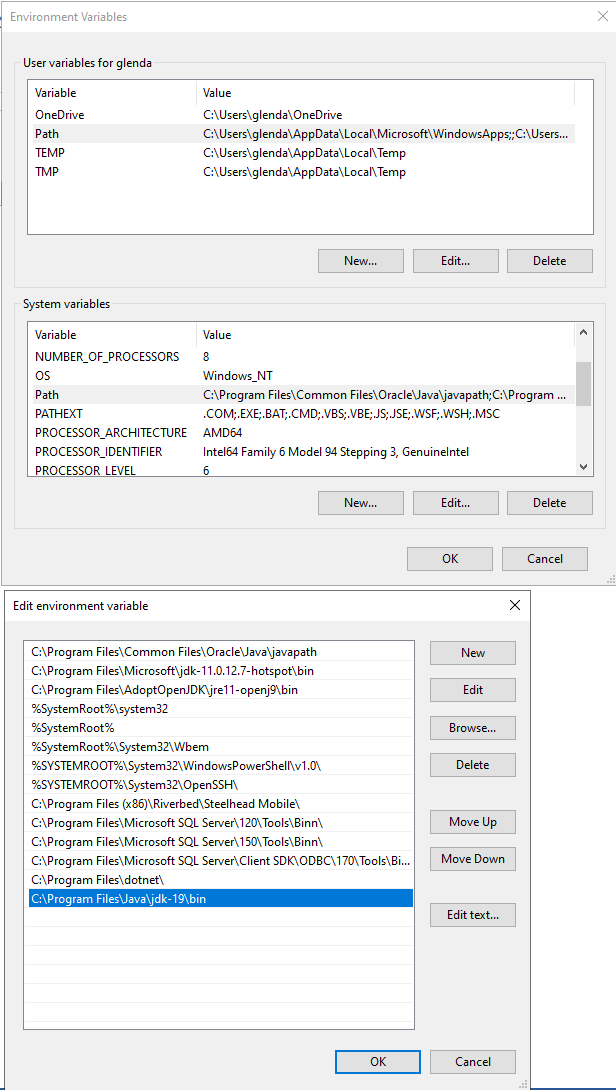 Environment Variables
User variables for glenda
Variable Value
OneDrive C:\Users\glenda\OneDrive
Path C:\Users\glenda\AppData\Local\Microsoft\WindowsApps;;C:\Users...
TEMP C:\Users\glenda\AppData\Local\Temp
TMP C:\Users\glenda\AppData\Local\Temp
New... Edit... Delete
System variables
Variable Value
NUMBER_OF_PROCESSORS 8
OS Windows_NT
Path C:\Program Files\Common Files\Oracle\Java\javapath;C:\Program ...
PATHEXT .COM;.EXE;.BAT;.CMD;.VBS;.VBE;.JS;.JSE;.WSF;.WSH;.MSC
PROCESSOR_ARCHITECTURE AMD64
PROCESSOR_IDENTIFIER Intel64 Family 6 Model 94 Stepping 3, GenuineIntel
PROCESSOR_LEVEL 6
New... Edit... Delete
OK Cancel
Edit environment variable
C:\Program Files\Common Files\Oracle\Java\javapath
C:\Program Files\Microsoft\jdk-11.0.12.7-hotspot\bin
C:\Program Files\AdoptOpenJDK\jre11-openj9\bin
%SystemRoot%\system32
%SystemRoot%
%SystemRoot%\System32\Wbem
%SYSTEMROOT%\System32\WindowsPowerShell\v1.0\
%SYSTEMROOT%\System32\OpenSSH\
C:\Program Files (x86)\Riverbed\Steelhead Mobile\
C:\Program Files\Microsoft SQL Server\120\Tools\Binn\
C:\Program Files\Microsoft SQL Server\150\Tools\Binn\
C:\Program Files\Microsoft SQL Server\Client SDK\ODBC\170\Tools\Bi...
C:\Program Files\dotnet\
C:\Program Files\Java\jdk-19\bin
New
Edit
Browse...
Delete
Move Up
Move Down
Edit text...
OK Cancel